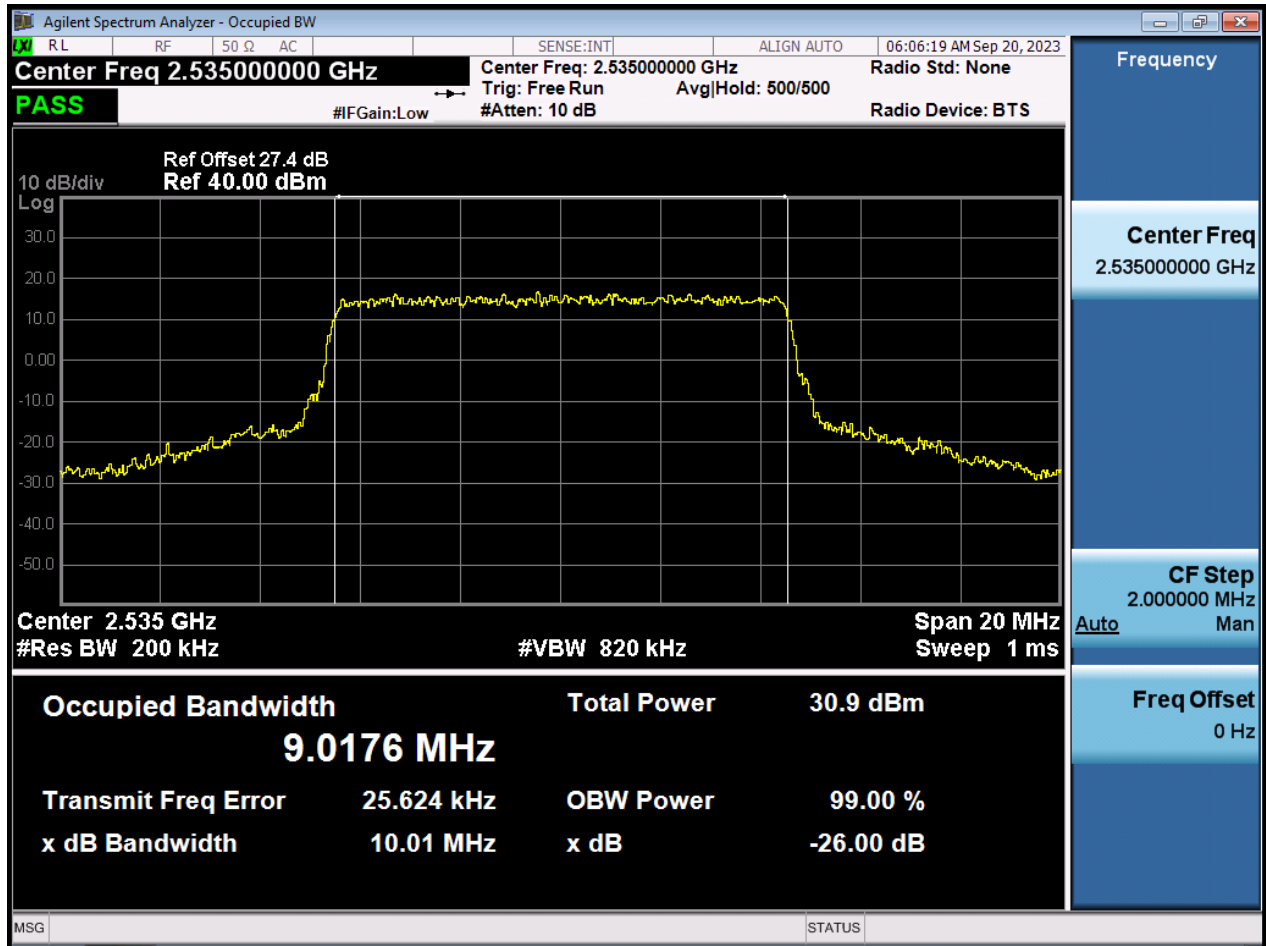 Agilent Spectrum Analyzer - Occupied BW
LXI RL RF 50 Ω AC SENSE:INT ALIGN AUTO 06:06:19 AM Sep 20, 2023
Center Freq 2.535000000 GHz
PASS
#IFGain:Low
Center Freq: 2.535000000 GHz
Trig: Free Run Avg|Hold: 500/500
#Atten: 10 dB
Radio Std: None
Radio Device: BTS
Ref Offset 27.4 dB
10 dB/div Ref 40.00 dBm
Log
30.0
20.0
10.0
0.00
-10.0
-20.0
-30.0
-40.0
-50.0
Center 2.535 GHz Span 20 MHz
#Res BW 200 kHz #VBW 820 kHz Sweep 1 ms
Occupied Bandwidth Total Power 30.9 dBm
9.0176 MHz
Transmit Freq Error 25.624 kHz OBW Power 99.00 %
x dB Bandwidth 10.01 MHz x dB -26.00 dB
Frequency
Center Freq
2.535000000 GHz
CF Step
2.000000 MHz
Auto Man
Freq Offset
0 Hz
MSG STATUS